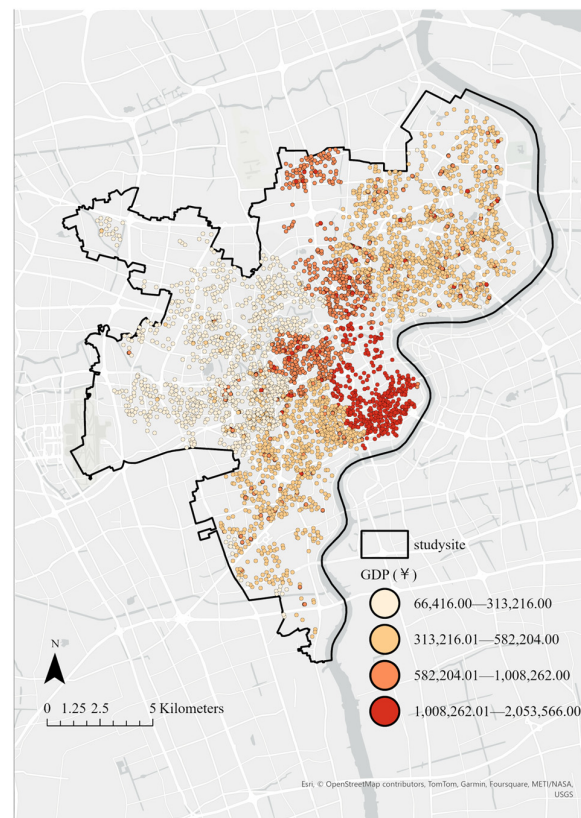 studysite
GDP (¥)
66,416.00—313,216.00
313,216.01—582,204.00
582,204.01—1,008,262.00
1,008,262.01—2,053,566.00
N
0 1.25 2.5 5 Kilometers
Esri, © OpenStreetMap contributors, TomTom, Garmin, Foursquare, METI/NASA,
USGS